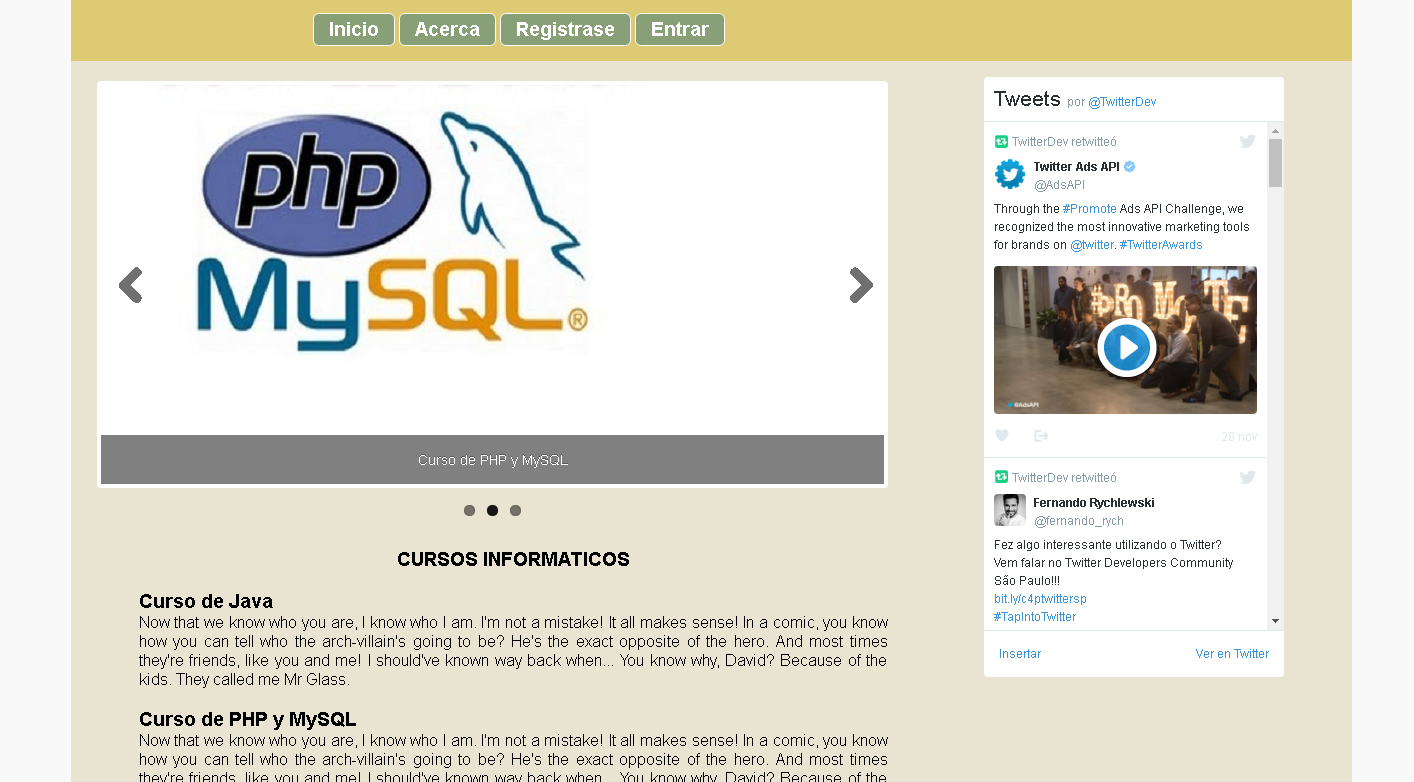 Inicio Acerca Registrase Entrar
php
MySQL®
Curso de PHP y MySQL
CURSOS INFORMATICOS
Curso de Java
Now that we know who you are, I know who I am. I'm not a mistake! It all makes sense! In a comic, you know
how you can tell who the arch-villain's going to be? He's the exact opposite of the hero. And most times
they're friends, like you and me! I should've known way back when... You know why, David? Because of the
kids. They called me Mr Glass.
Curso de PHP y MySQL
Now that we know who you are, I know who I am. I'm not a mistake! It all makes sense! In a comic, you know
how you can tell who the arch-villain's going to be? He's the exact opposite of the hero. And most times
they're friends, like you and me! I should've known way back when... You know why, David? Because of the
Tweets por @TwitterDev
TwitterDev retwitteó
Twitter Ads API
@AdsAPI
Through the #Promote Ads API Challenge, we
recognized the most innovative marketing tools
for brands on @twitter. #TwitterAwards
#PROMOTE
@AdsAPI
28 nov
TwitterDev retwitteó
Fernando Rychlewski
@fernando_rych
Fez algo interessante utilizando o Twitter?
Vem falar no Twitter Developers Community
São Paulo!!!
bit.ly/c4ptwittersp
#TapIntoTwitter
Insertar Ver en Twitter